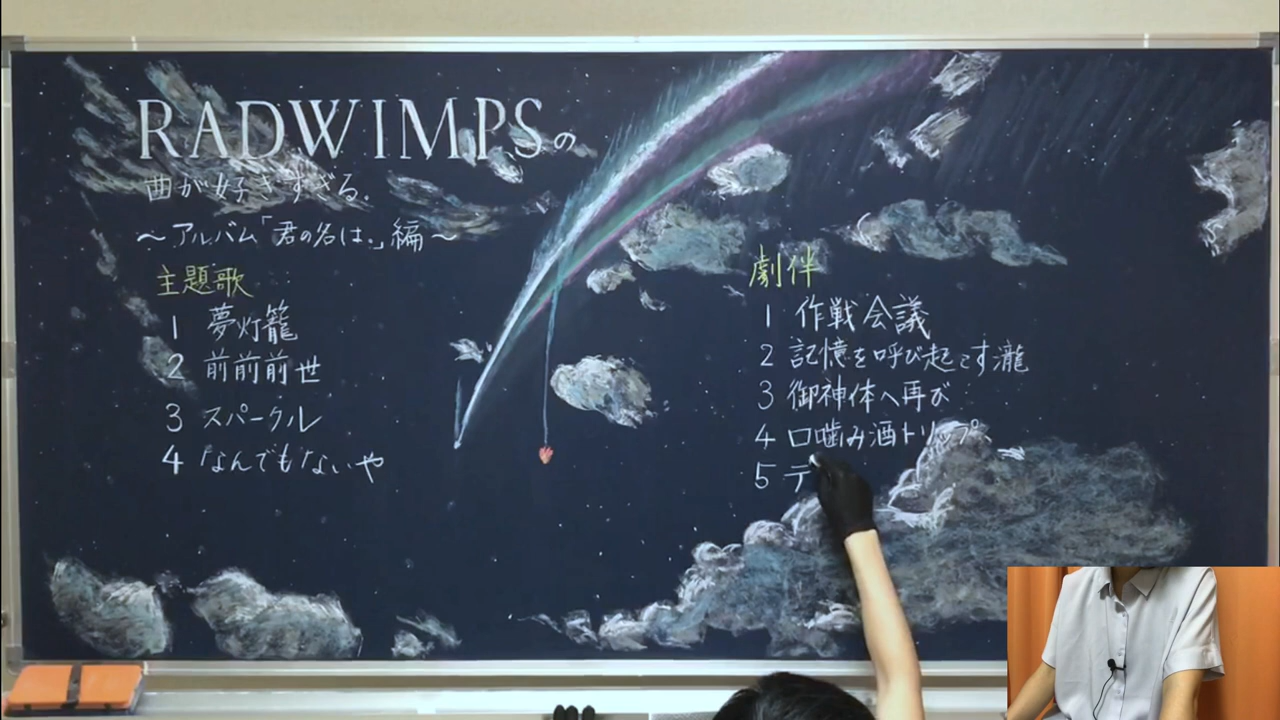 RADWIMPSの
曲が好きすぎる。
～アルバム「君の名は。」編～
主題歌
1 夢灯籠
2 前前前世
3 スパークル
4 なんでもないや
劇伴
1 作戦会議
2 記憶を呼び起こす瀧
3 御神体へ再び
4 口噛み酒トリップ
5 デ